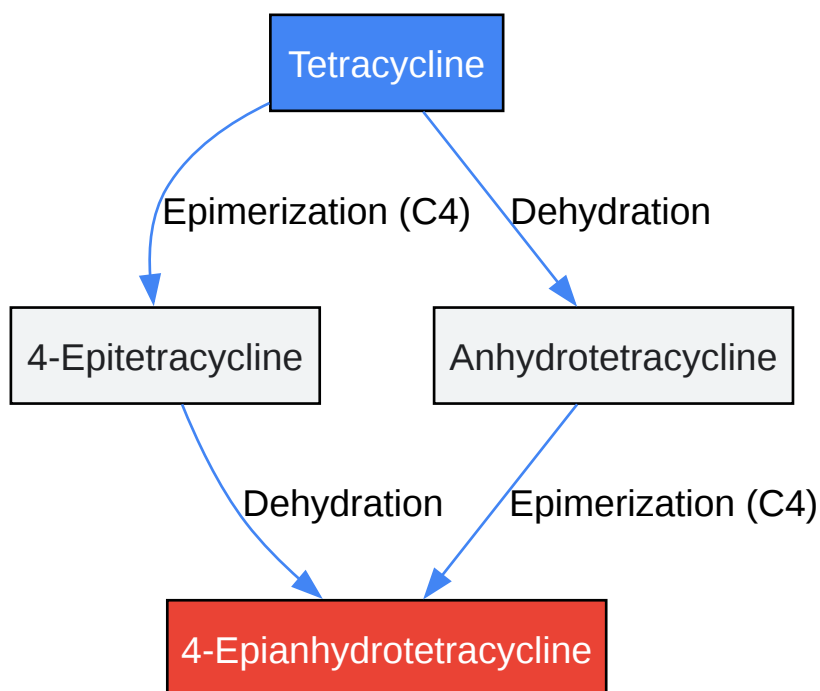 Tetracycline
Epimerization (C4)
Dehydration
4-Epitetracycline
Anhydrotetracycline
Dehydration
Epimerization (C4)
4-Epianhydrotetracycline